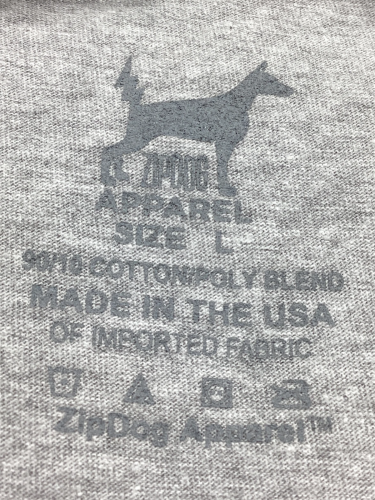 ZIPDOG
APPAREL
SIZE L
90/10 COTTON/POLY BLEND
MADE IN THE USA
OF IMPORTED FABRIC
ZipDog Apparel™